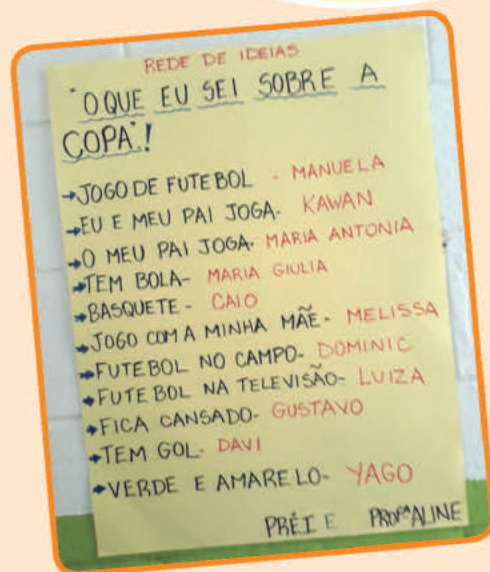 REDE DE IDEIAS
"O QUE EU SEI SOBRE A
COPA"!
→JOGO DE FUTEBOL - MANUELA
→EU E MEU PAI JOGA- KAWAN
→O MEU PAI JOGA- MARIA ANTONIA
→TEM BOLA- MARIA GIULIA
→BASQUETE - CAIO
→JOGO COM A MINHA MÃE- MELISSA
→FUTEBOL NO CAMPO- DOMINIC
→FUTEBOL NA TELEVISÃO- LUIZA
→FICA CANSADO- GUSTAVO
→TEM GOL- DAVI
→VERDE E AMARELO- YAGO
PRÉ I E PROFª ALINE